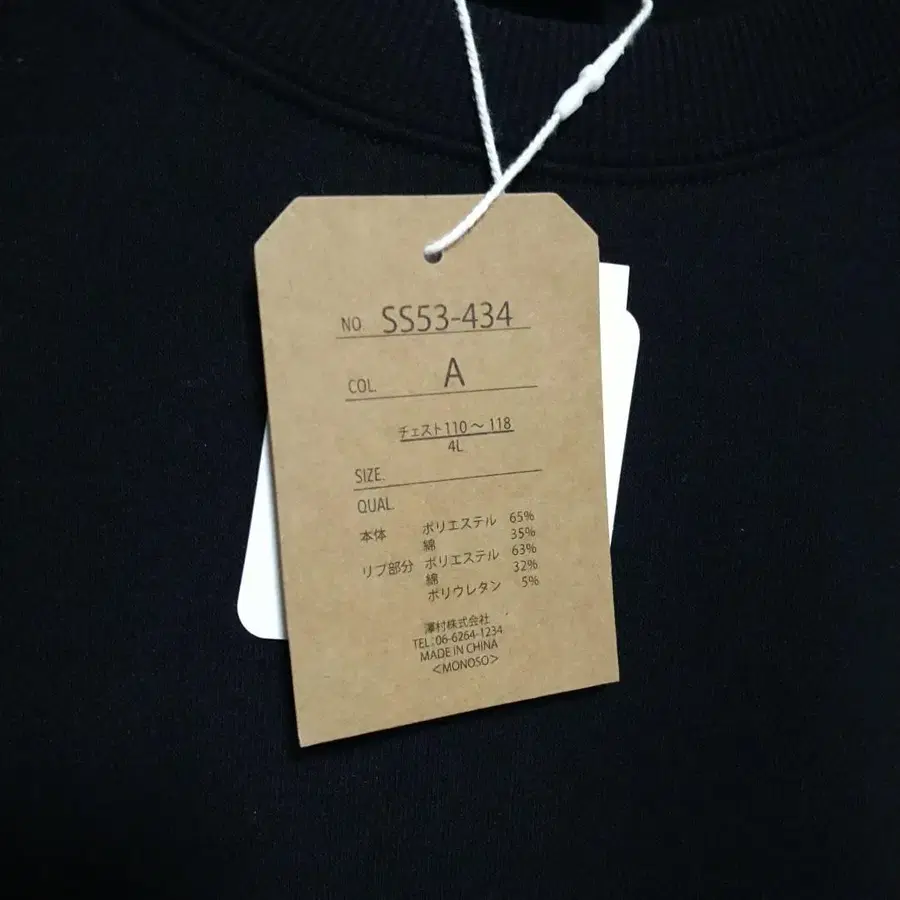 NO. SS53-434
COL. A
チェスト110～118
4L
SIZE.
QUAL.
本体 ポリエステル 65%
綿 35%
リブ部分 ポリエステル 63%
綿 32%
ポリウレタン 5%
澤村株式会社
TEL:06-6264-1234
MADE IN CHINA
<MONOSO>